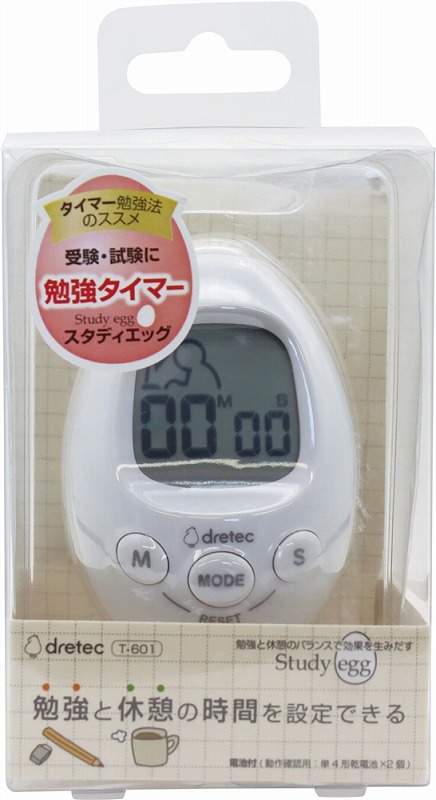 タイマー勉強法
のススメ
受験・試験に
勉強タイマー
Study egg
スタディエッグ
M S
00 00
dretec
M
S
MODE
RESET
dretec T-601
勉強と休憩のバランスで効果を生みだす
Study egg
勉強と休憩の時間を設定できる
電池付(動作確認用:単4形乾電池×2個)